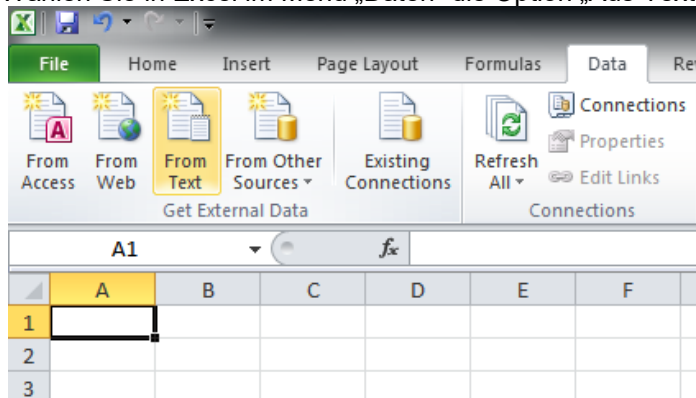 Wählen Sie in Excel im Menü „Daten“ die Option „Aus Text
File Home Insert Page Layout Formulas Data Re
From Access
From Web
From Text
From Other Sources
Existing Connections
Refresh All
Connections
Properties
Edit Links
Get External Data
Connections
A1
fx
A B C D E F
1
2
3